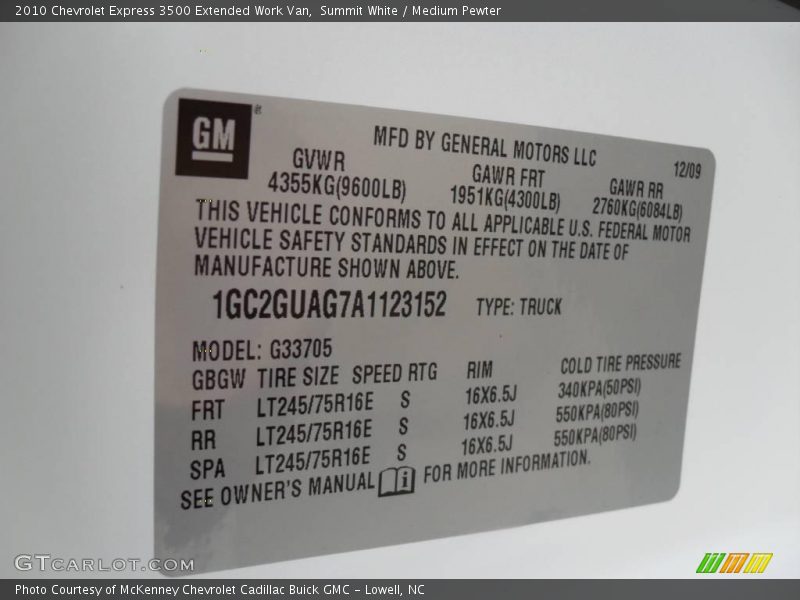 2010 Chevrolet Express 3500 Extended Work Van,  Summit White / Medium Pewter
GM®
MFD BY GENERAL MOTORS LLC
12/09
GVWR GAWR FRT GAWR RR
4355KG(9600LB) 1951KG(4300LB) 2760KG(6084LB)
THIS VEHICLE CONFORMS TO ALL APPLICABLE U.S. FEDERAL MOTOR
VEHICLE SAFETY STANDARDS IN EFFECT ON THE DATE OF
MANUFACTURE SHOWN ABOVE.
1GC2GUAG7A1123152 TYPE: TRUCK
MODEL: G33705
GBGW TIRE SIZE SPEED RTG RIM COLD TIRE PRESSURE
FRT LT245/75R16E S 16X6.5J 340KPA(50PSI)
RR LT245/75R16E S 16X6.5J 550KPA(80PSI)
SPA LT245/75R16E S 16X6.5J 550KPA(80PSI)
SEE OWNER'S MANUAL i FOR MORE INFORMATION.
GTCARLOT.COM
Photo Courtesy of McKenney Chevrolet Cadillac Buick GMC - Lowell, NC